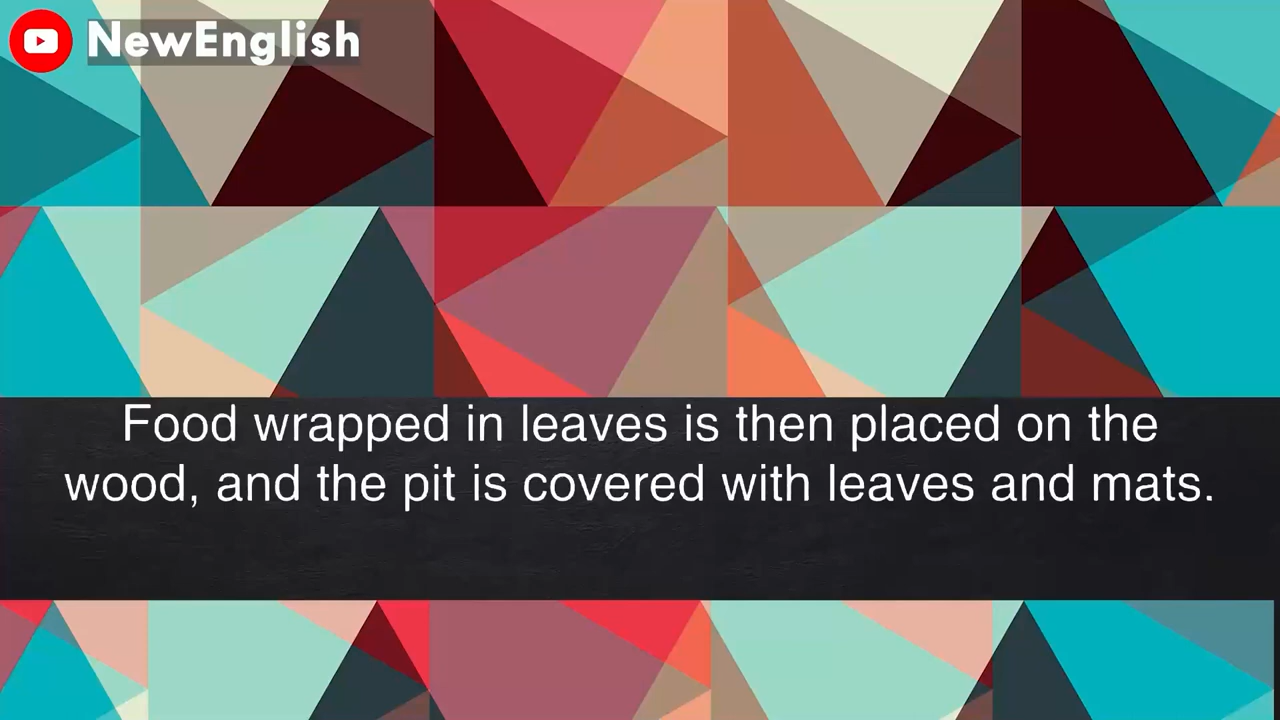 NewEnglish
Food wrapped in leaves is then placed on the
wood, and the pit is covered with leaves and mats.